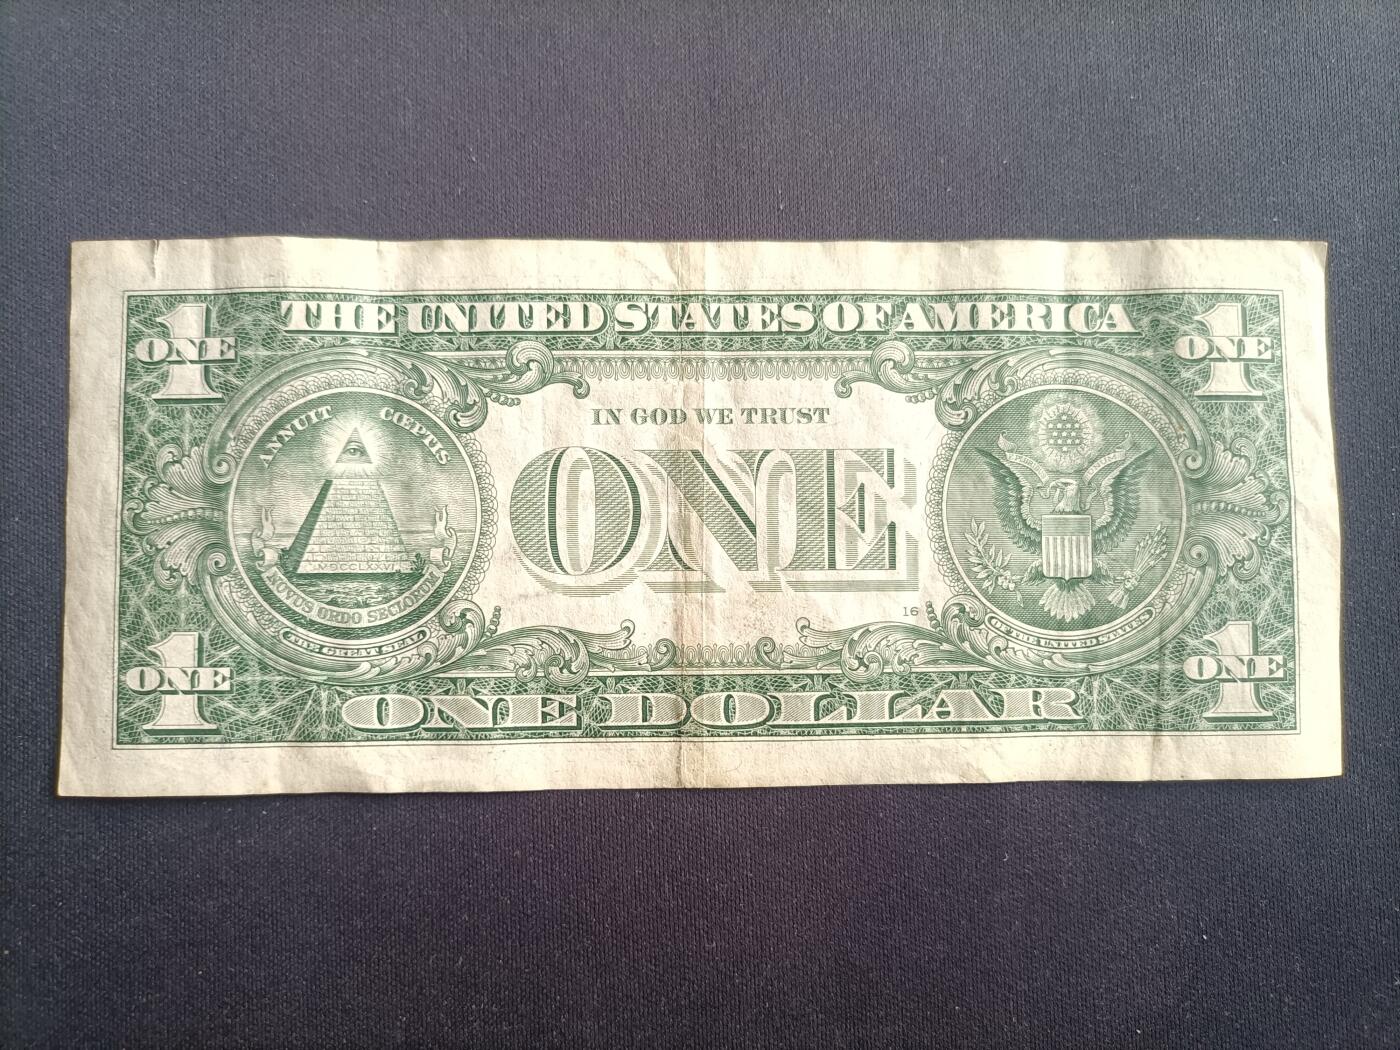 1 THE UNITED STATES OF AMERICA 1
ONE ONE
ANNUIT CŒPTIS
IN GOD WE TRUST
ONE
MDCCLXXVI
NOVUS ORDO SECLORUM
THE GREAT SEAL
16
OF THE UNITED STATES
1 1
ONE ONE
ONE DOLLAR